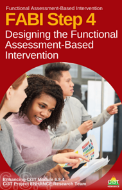 Functional Assessment-Based Intervention
FABI Step 4
Designing the Functional
Assessment-Based
Intervention